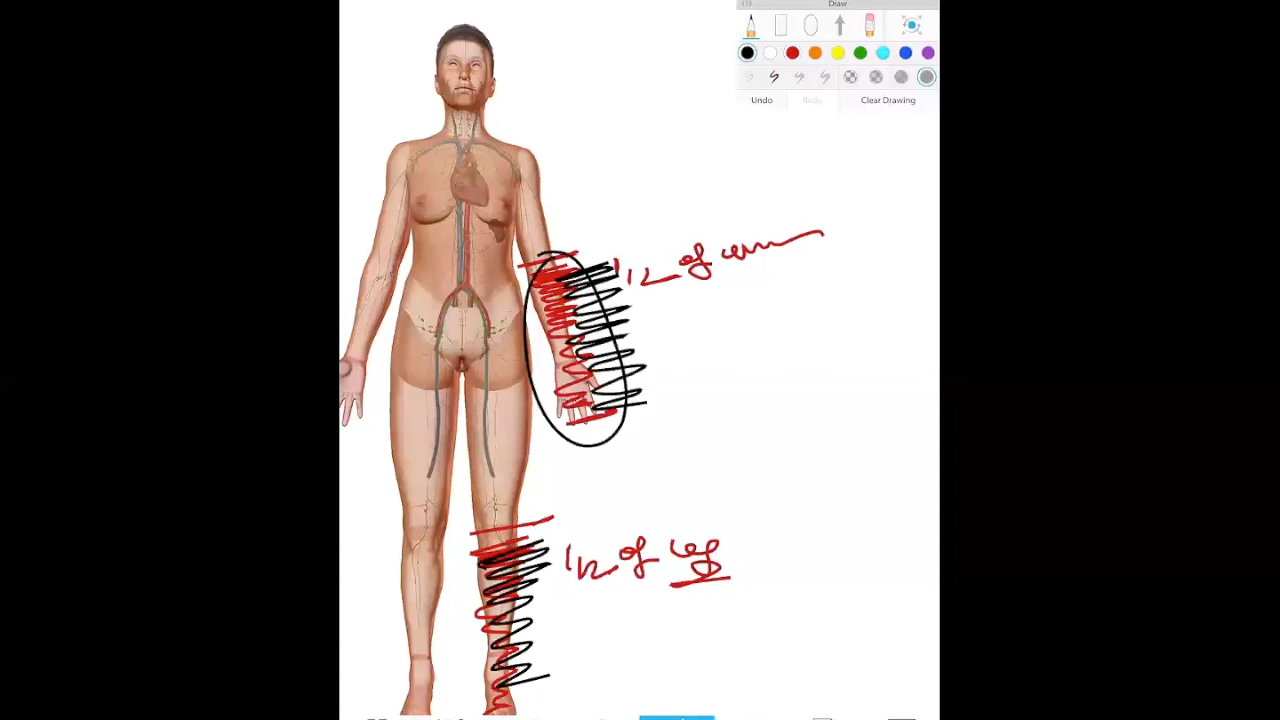 Draw
1/2 of arm
1/2 of leg
Undo
Redo
Clear Drawing